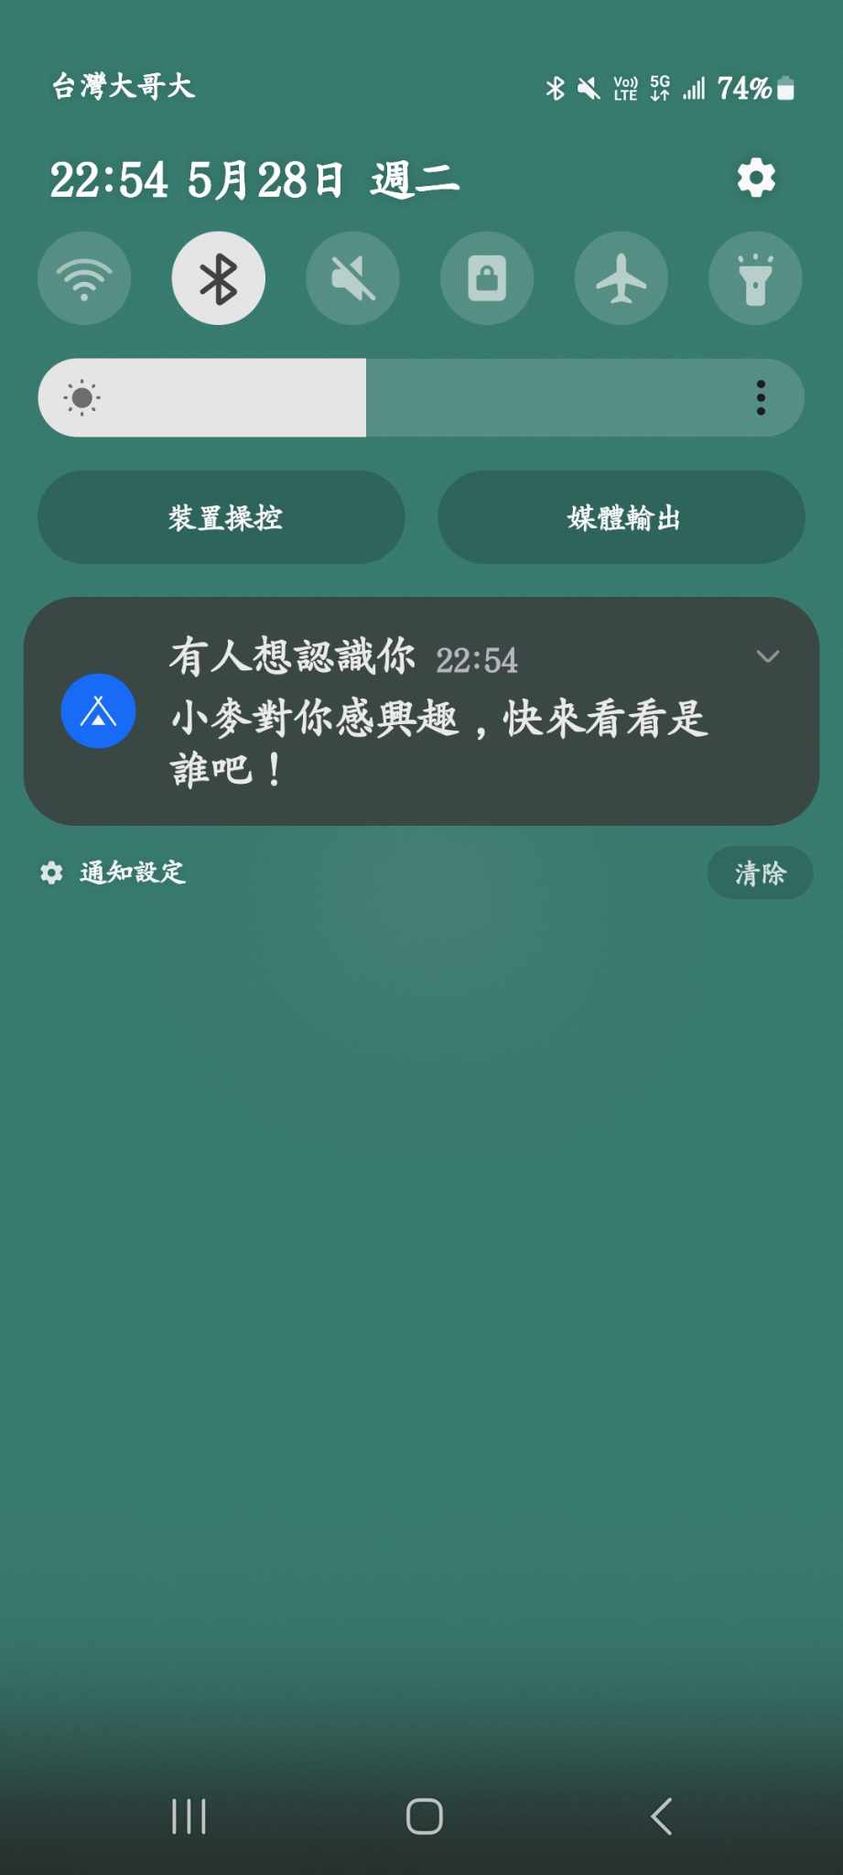 台灣大哥大 Vo)) LTE 5G 74%
22:54 5月28日 週二
裝置操控 媒體輸出
有人想認識你 22:54
小麥對你感興趣，快來看看是
誰吧！
通知設定 清除